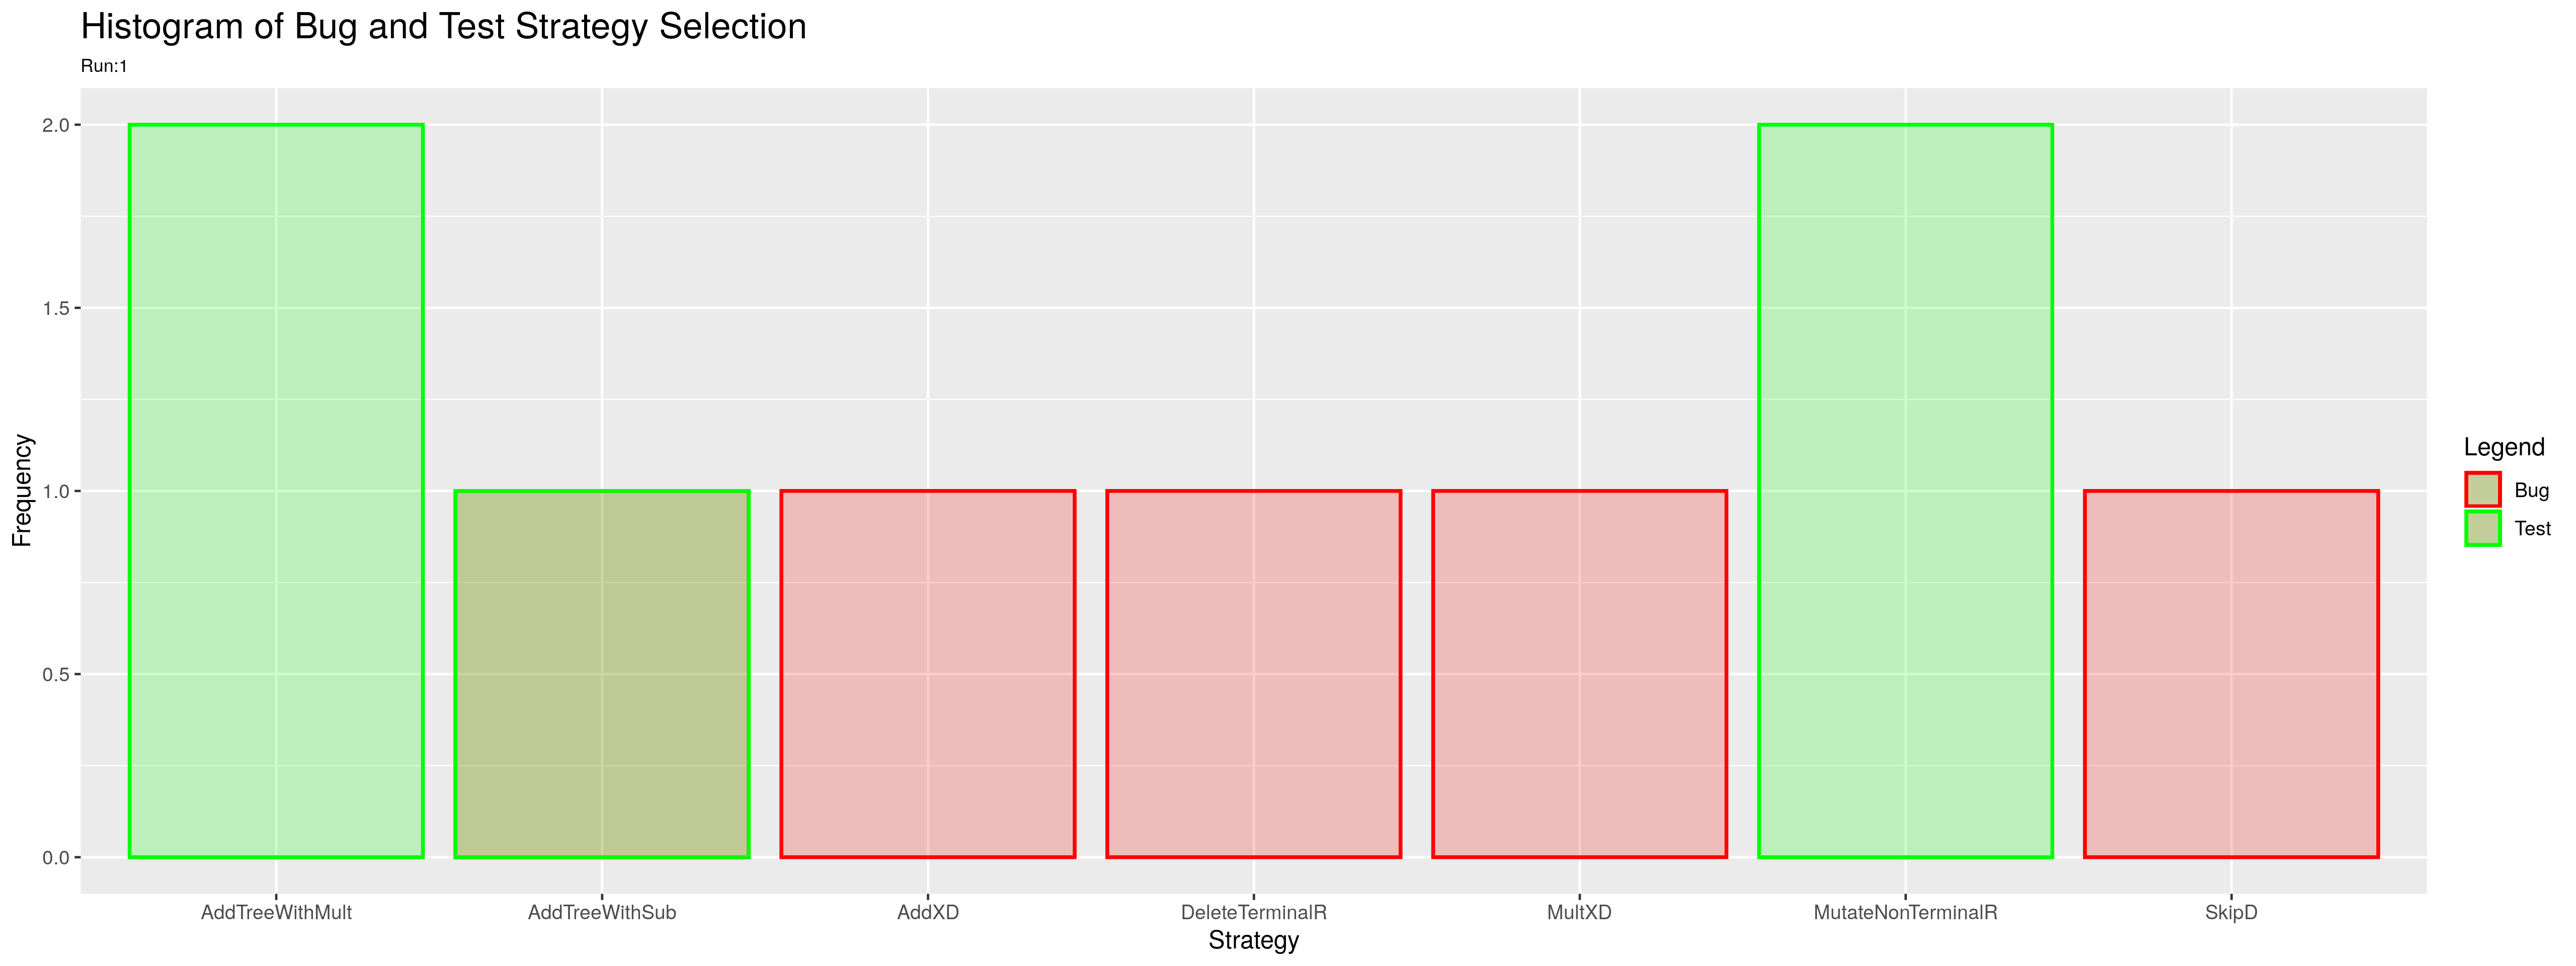 Histogram of Bug and Test Strategy Selection
Run:1
Frequency
2.0
1.5
1.0
0.5
0.0
AddTreeWithMult
AddTreeWithSub
AddXD
DeleteTerminalR
MultXD
MutateNonTerminalR
SkipD
Strategy
Legend
Bug
Test